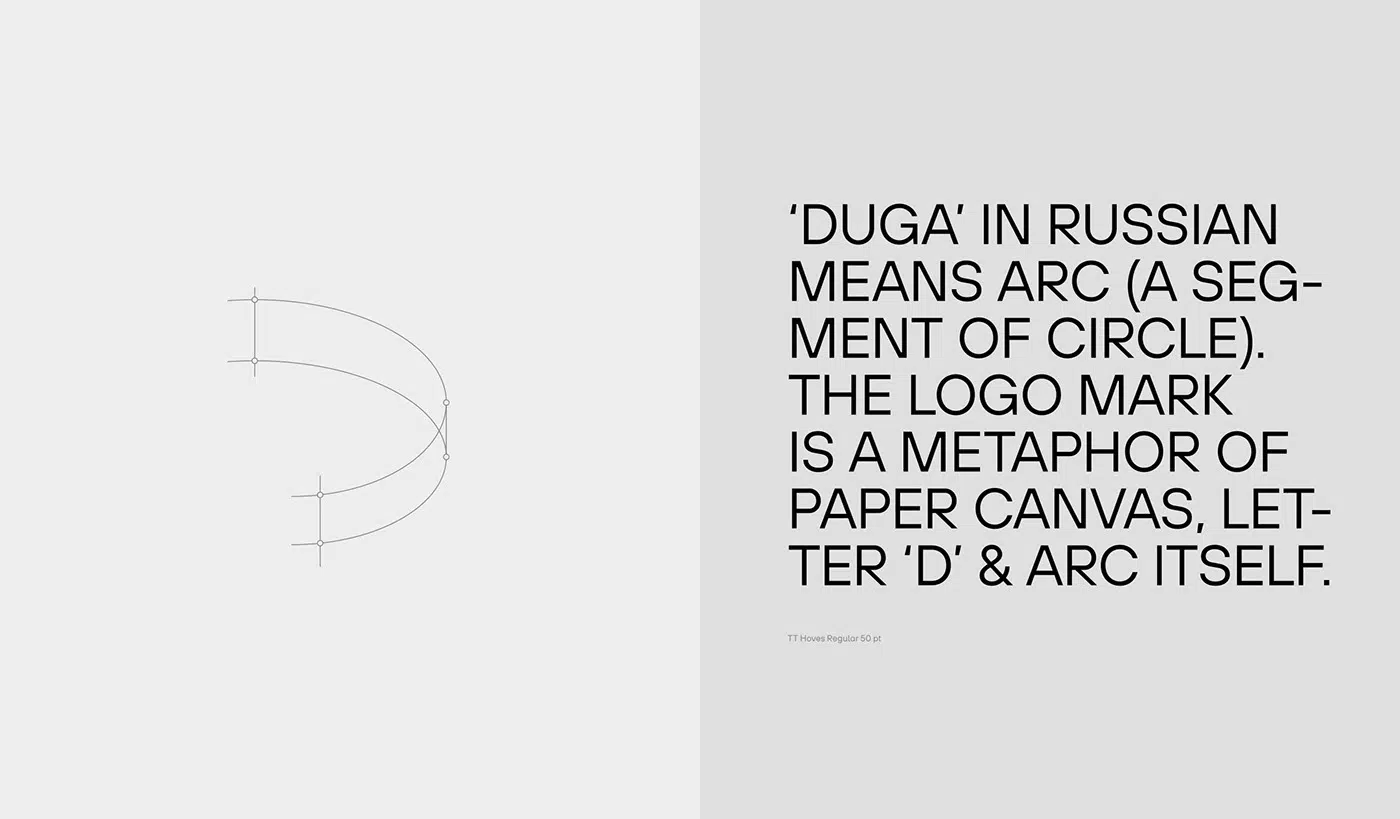 ‘DUGA’ IN RUSSIAN
MEANS ARC (A SEG-
MENT OF CIRCLE).
THE LOGO MARK
IS A METAPHOR OF
PAPER CANVAS, LET-
TER ‘D’ & ARC ITSELF.
TT Hoves Regular 50 pt